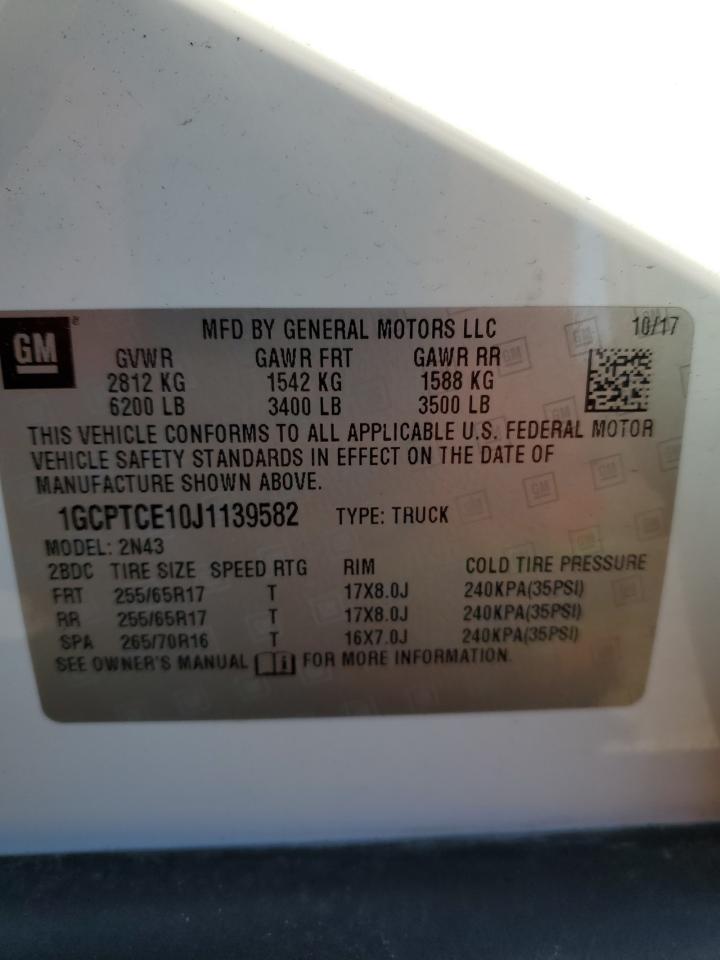 GM ®
MFD BY GENERAL MOTORS LLC 10/17
GVWR GAWR FRT GAWR RR
2812 KG 1542 KG 1588 KG
6200 LB 3400 LB 3500 LB
THIS VEHICLE CONFORMS TO ALL APPLICABLE U.S. FEDERAL MOTOR
VEHICLE SAFETY STANDARDS IN EFFECT ON THE DATE OF
MANUFACTURE SHOWN ABOVE.
1GCPTCE10J1139582 TYPE: TRUCK
MODEL: 2N43
2BDC TIRE SIZE SPEED RTG RIM COLD TIRE PRESSURE
FRT 255/65R17 T 17X8.0J 240KPA(35PSI)
RR 255/65R17 T 17X8.0J 240KPA(35PSI)
SPA 265/70R16 T 16X7.0J 240KPA(35PSI)
SEE OWNER'S MANUAL FOR MORE INFORMATION.